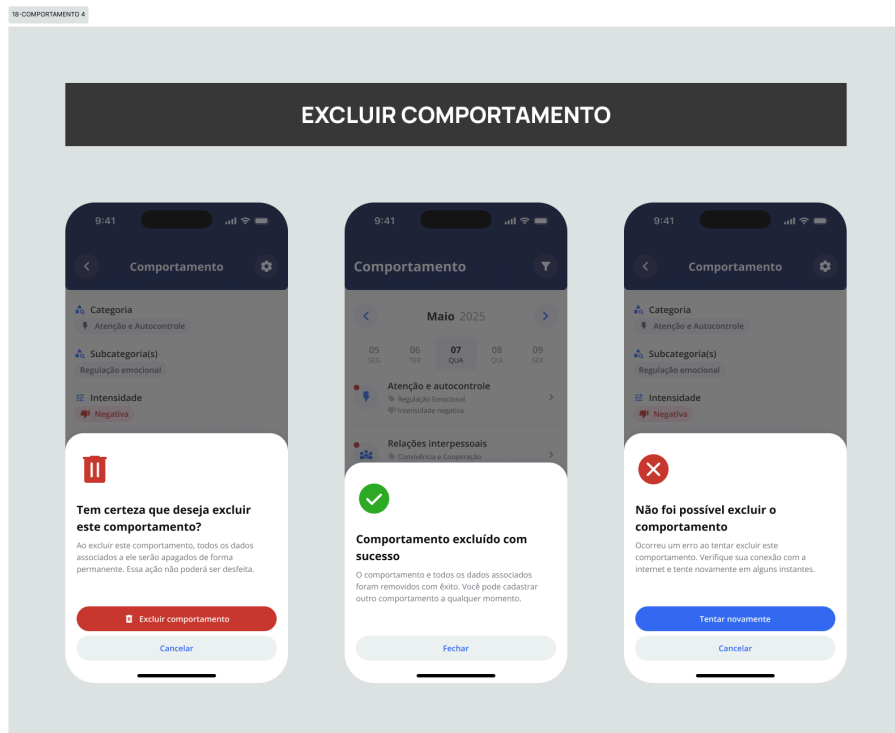 18-COMPORTAMENTO 4
EXCLUIR COMPORTAMENTO
9:41
Comportamento
Categoria
Atenção e Autocontrole
Subcategoria(s)
Regulação emocional
Intensidade
Negativa
Tem certeza que deseja excluir
este comportamento?
Ao excluir este comportamento, todos os dados
associados a ele serão apagados de forma
permanente. Essa ação não poderá ser desfeita.
Excluir comportamento
Cancelar
9:41
Comportamento
Maio 2025
05 06 07 08 09
SEG TER QUA QUI SEX
Atenção e autocontrole
Regulação Emocional
Intensidade negativa
Relações interpessoais
Convivência e Cooperação
Comportamento excluído com
sucesso
O comportamento e todos os dados associados
foram removidos com êxito. Você pode cadastrar
outro comportamento a qualquer momento.
Fechar
9:41
Comportamento
Categoria
Atenção e Autocontrole
Subcategoria(s)
Regulação emocional
Intensidade
Negativa
Não foi possível excluir o
comportamento
Ocorreu um erro ao tentar excluir este
comportamento. Verifique sua conexão com a
internet e tente novamente em alguns instantes.
Tentar novamente
Cancelar